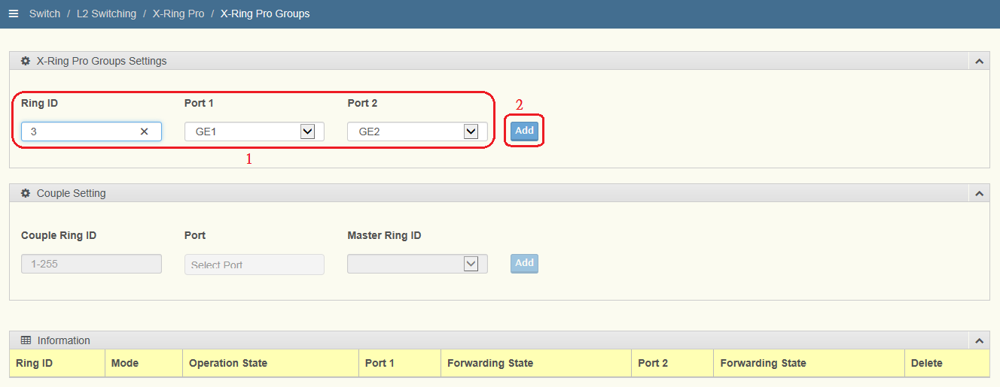 Switch / L2 Switching / X-Ring Pro / X-Ring Pro Groups
X-Ring Pro Groups Settings
Ring ID Port 1 Port 2
2
3 GE1 GE2 Add
1
Couple Setting
Couple Ring ID Port Master Ring ID
1-255 Select Port Add
Information
Ring ID Mode Operation State Port 1 Forwarding State Port 2 Forwarding State Delete